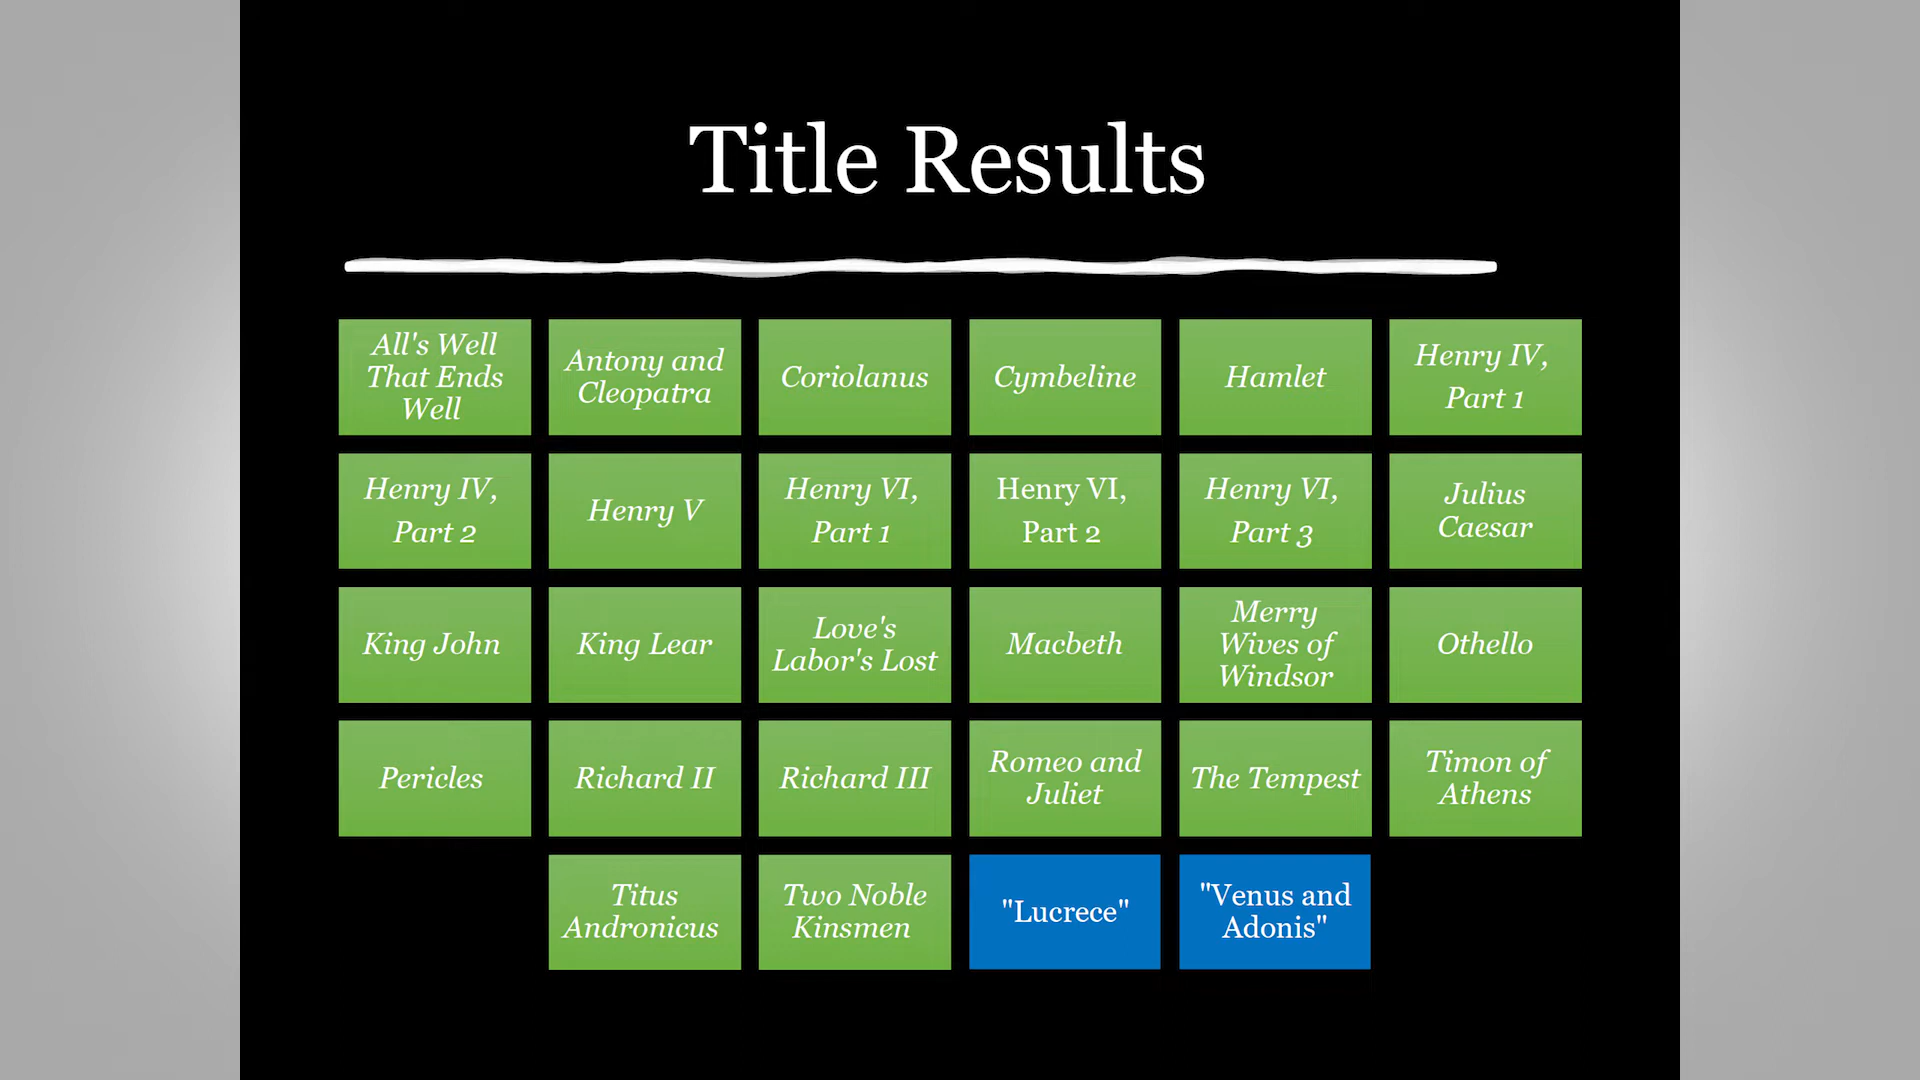 Title Results
All's Well
That Ends
Well
Antony and
Cleopatra
Coriolanus
Cymbeline
Hamlet
Henry IV,
Part 1
Henry IV,
Part 2
Henry V
Henry VI,
Part 1
Henry VI,
Part 2
Henry VI,
Part 3
Julius
Caesar
King John
King Lear
Love's
Labor's Lost
Macbeth
Merry
Wives of
Windsor
Othello
Pericles
Richard II
Richard III
Romeo and
Juliet
The Tempest
Timon of
Athens
Titus
Andronicus
Two Noble
Kinsmen
"Lucrece"
"Venus and
Adonis"